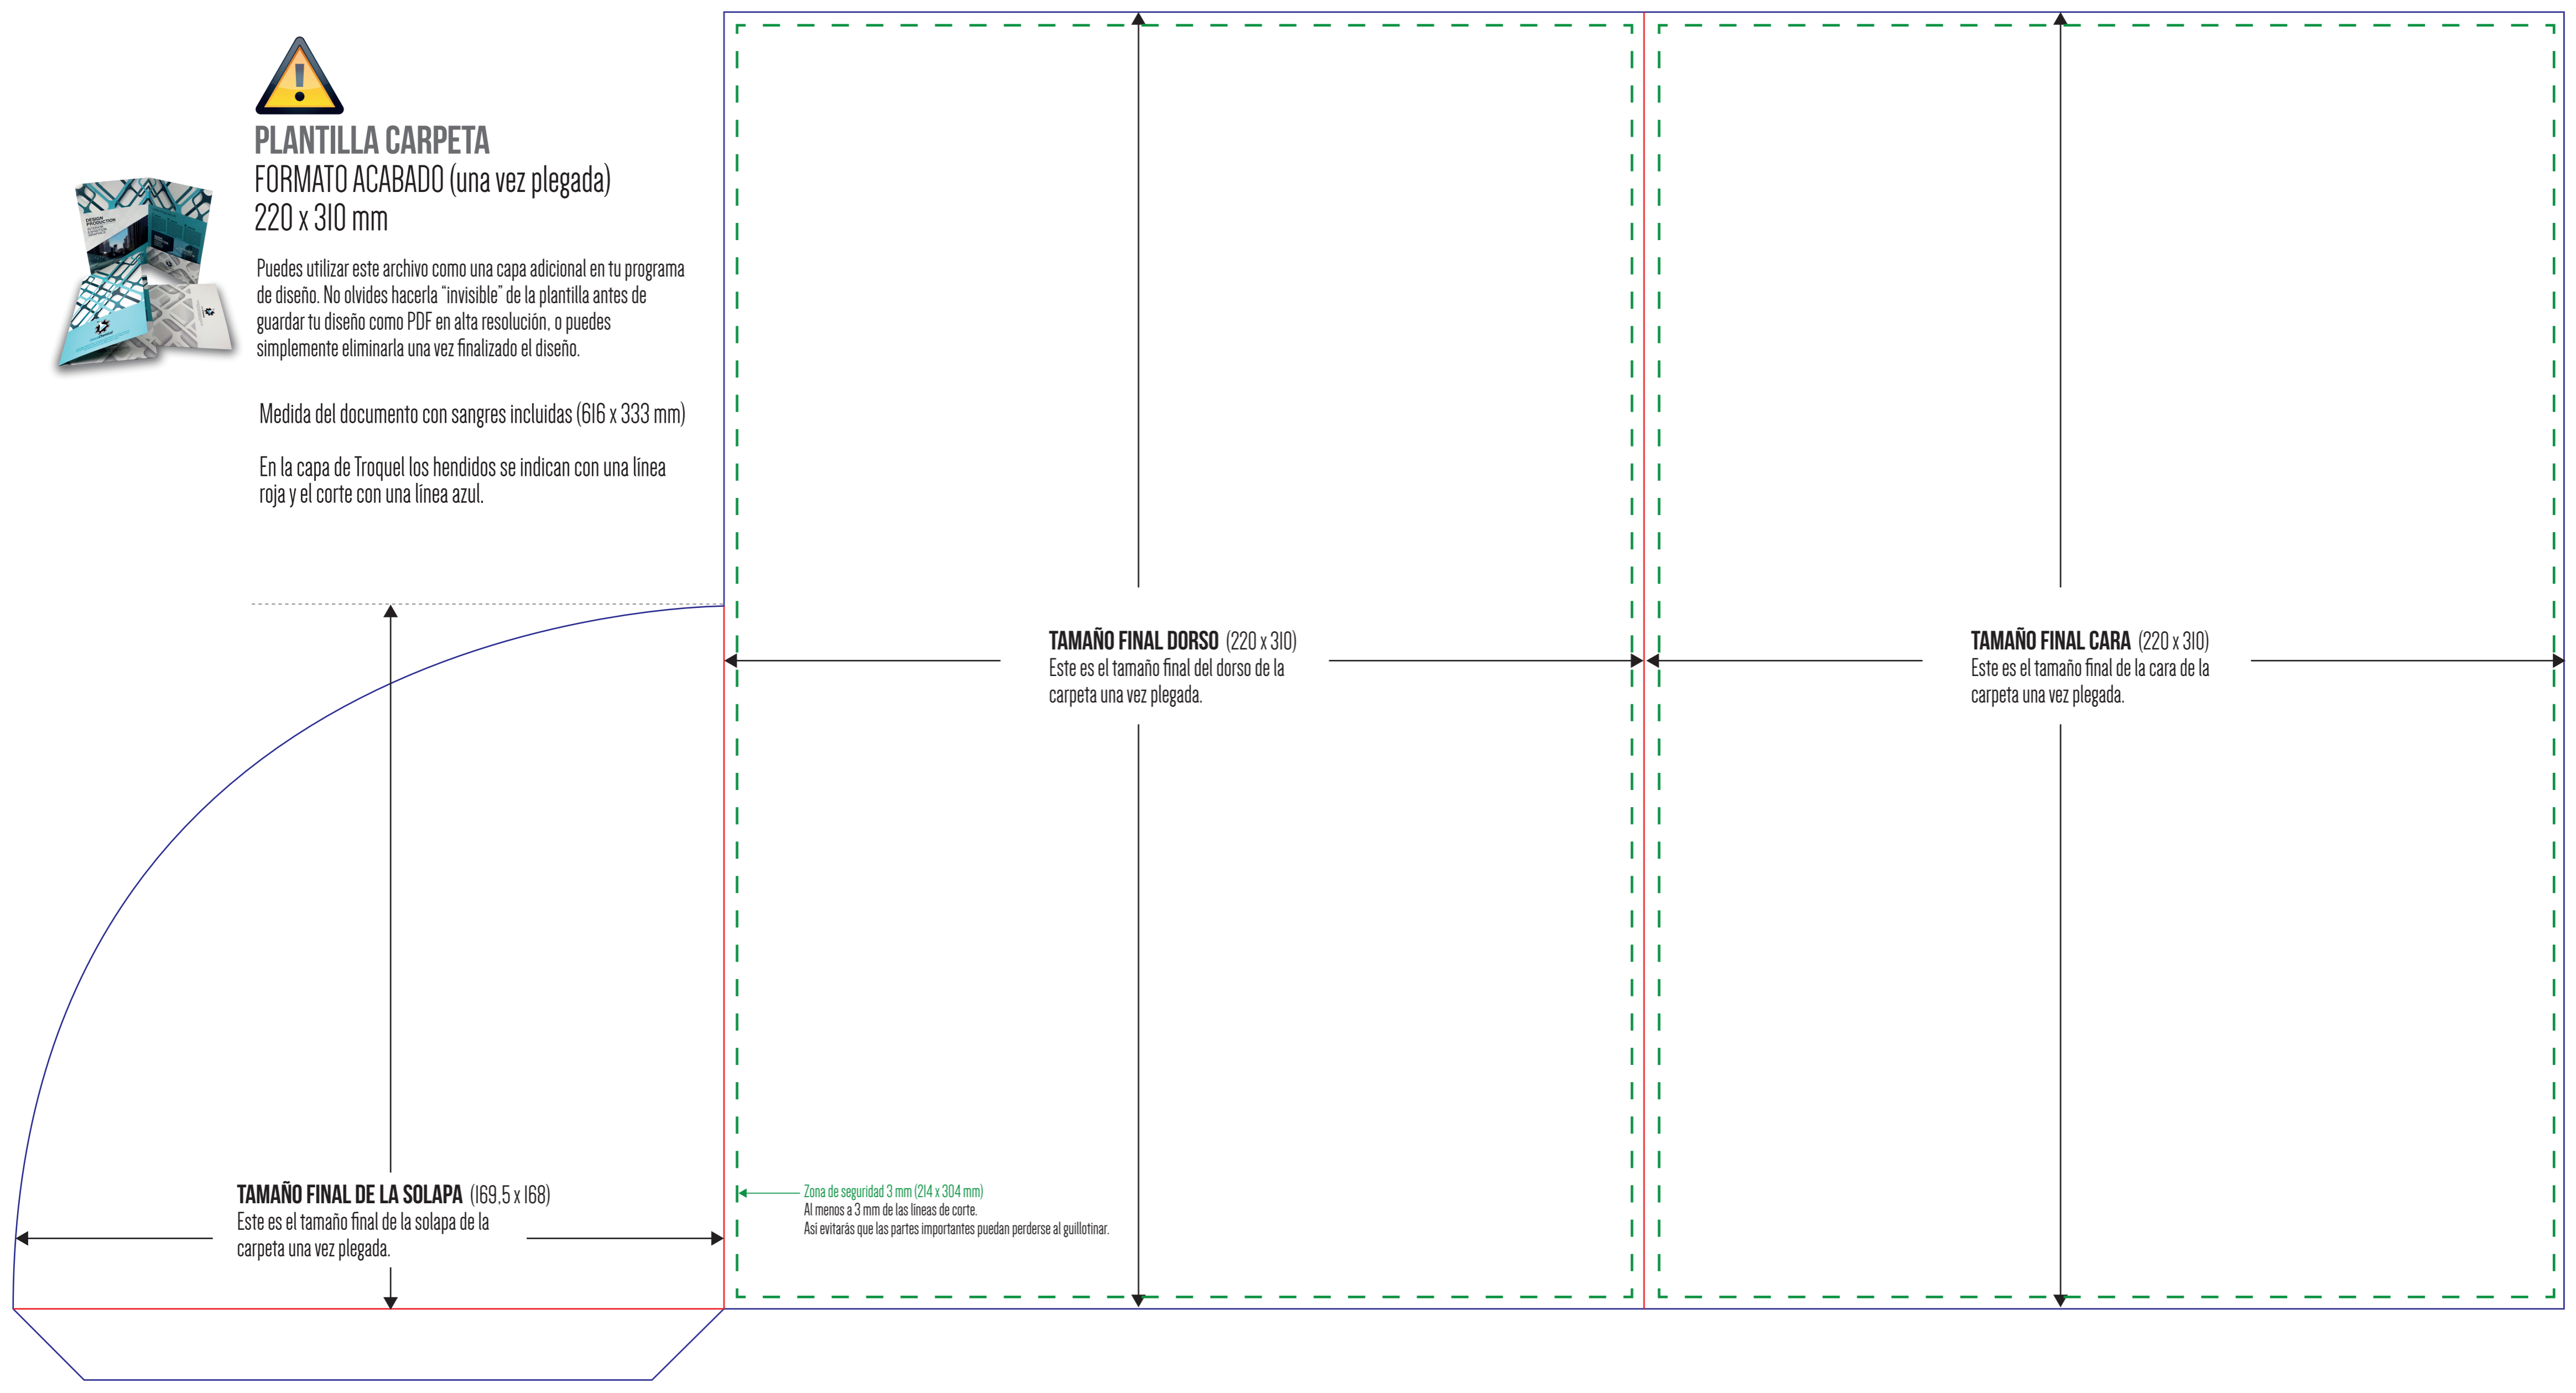 PLANTILLA CARPETA
FORMATO ACABADO (una vez plegada)
220 x 310 mm
DESIGN
PRODUCTION
Puedes utilizar este archivo como una capa adicional en tu programa
de diseño. No olvides hacerla “invisible” de la plantilla antes de
guardar tu diseño como PDF en alta resolución, o puedes
simplemente eliminarla una vez finalizado el diseño.
Medida del documento con sangres incluidas (616 x 333 mm)
En la capa de Troquel los hendidos se indican con una línea
roja y el corte con una línea azul.
TAMAÑO FINAL DORSO (220 x 310)
Este es el tamaño final del dorso de la
carpeta una vez plegada.
TAMAÑO FINAL CARA (220 x 310)
Este es el tamaño final de la cara de la
carpeta una vez plegada.
TAMAÑO FINAL DE LA SOLAPA (169,5 x 168)
Este es el tamaño final de la solapa de la
carpeta una vez plegada.
Zona de seguridad 3 mm (214 x 304 mm)
Al menos a 3 mm de las líneas de corte.
Así evitarás que las partes importantes puedan perderse al guillotinar.